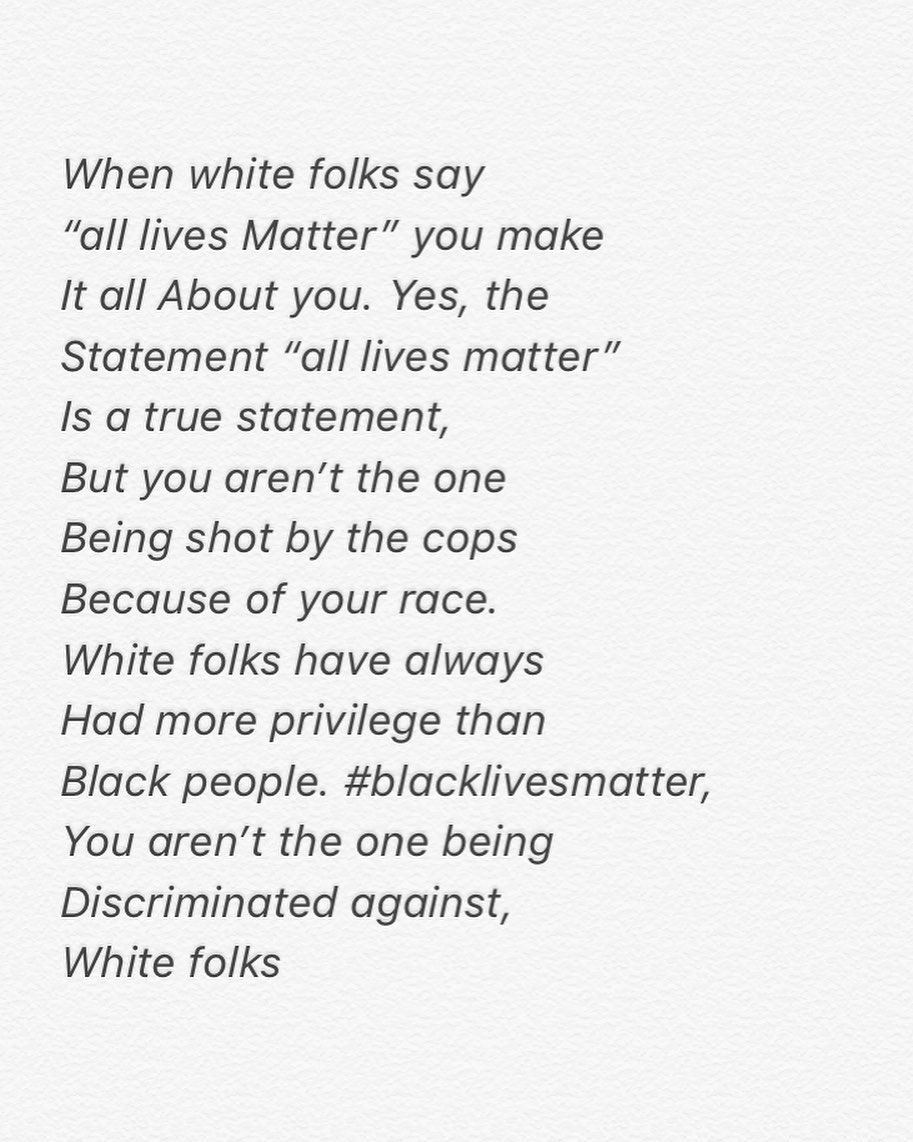 When white folks say
“all lives Matter” you make
It all About you. Yes, the
Statement “all lives matter”
Is a true statement,
But you aren’t the one
Being shot by the cops
Because of your race.
White folks have always
Had more privilege than
Black people. #blacklivesmatter,
You aren’t the one being
Discriminated against,
White folks